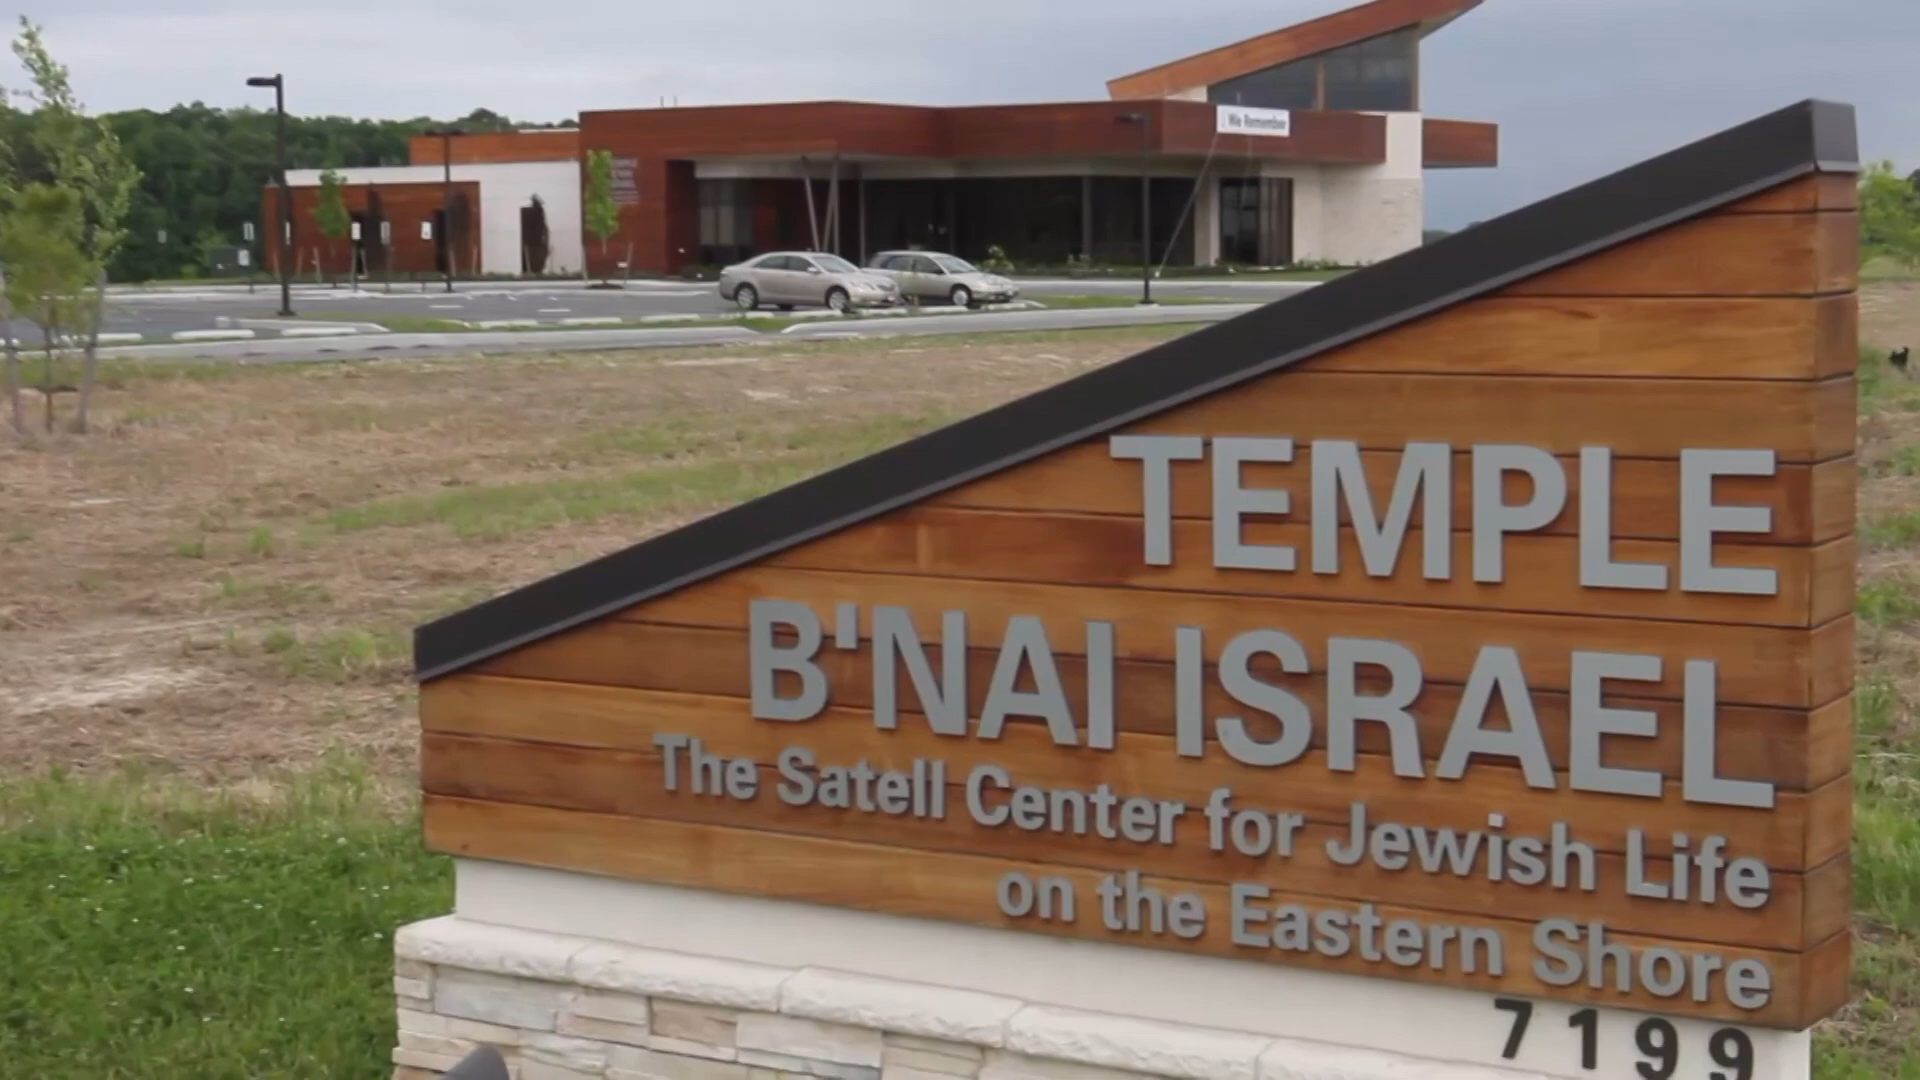 We Remember
TEMPLE
B'NAI ISRAEL
The Satell Center for Jewish Life
on the Eastern Shore
7199